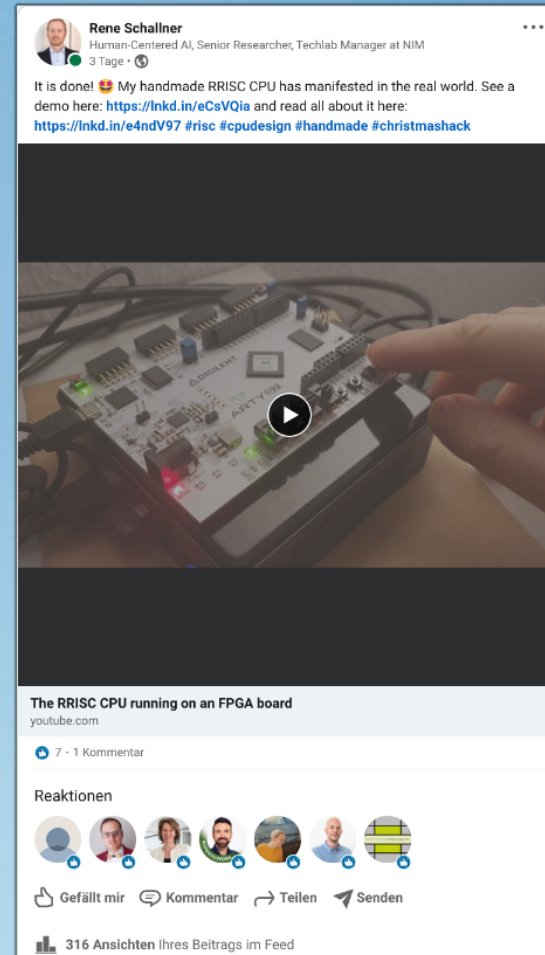 Rene Schallner
Human-Centered AI, Senior Researcher, Techlab Manager at NIM
3 Tage •
It is done! 🤩 My handmade RRISC CPU has manifested in the real world. See a
demo here: https://lnkd.in/eCsVQia and read all about it here:
https://lnkd.in/e4ndV97 #risc #cpudesign #handmade #christmashack
DIGILENT
ARTY
The RRISC CPU running on an FPGA board
youtube.com
7 · 1 Kommentar
Reaktionen
Gefällt mir Kommentar Teilen Senden
316 Ansichten Ihres Beitrags im Feed